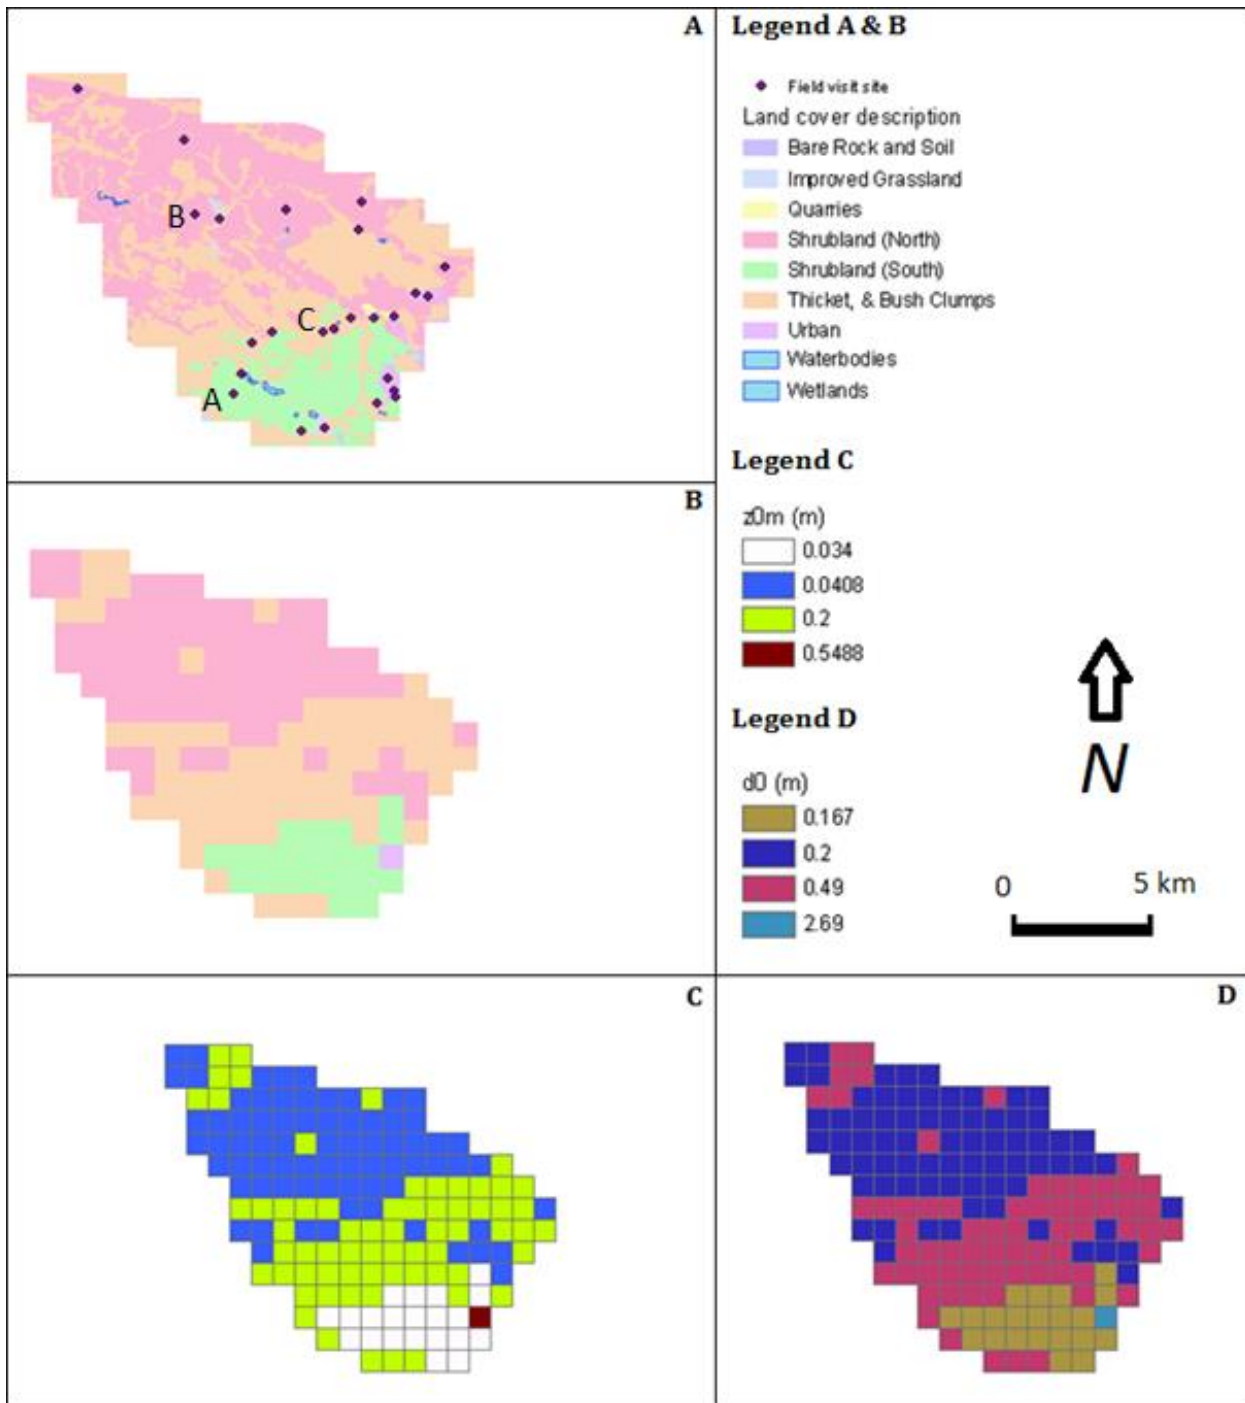 A
B
C
A
Legend A & B
Field visit site
Land cover description
Bare Rock and Soil
Improved Grassland
Quarries
Shrubland (North)
Shrubland (South)
Thicket, & Bush Clumps
Urban
Waterbodies
Wetlands
B
Legend C
z0m (m)
0.034
0.0408
0.2
0.5488
Legend D
d0 (m)
0.167
0.2
0.49
2.69
N
0 5 km
C
D